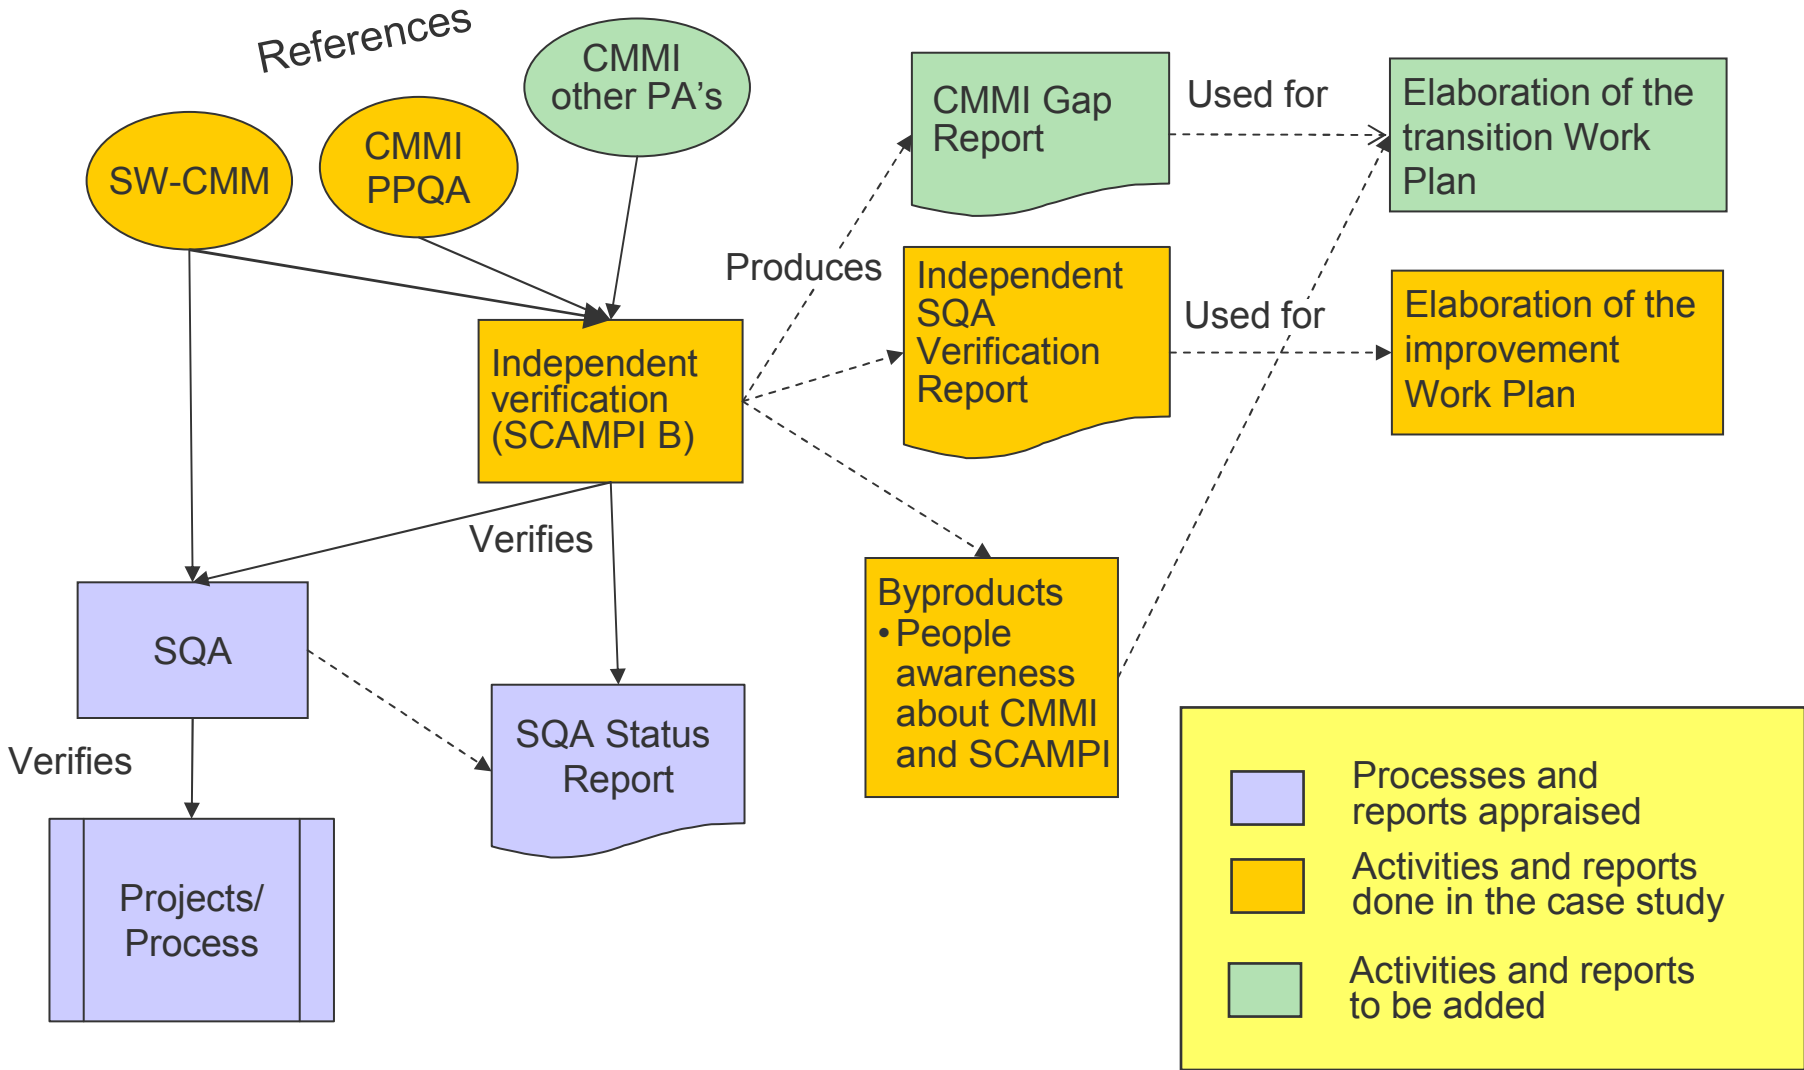 References
CMMI
other PA's
CMMI
PPQA
SW-CMM
CMMI Gap
Report
Used for
Elaboration of the
transition Work
Plan
Produces
Independent
SQA
Verification
Report
Used for
Elaboration of the
improvement
Work Plan
Independent
verification
(SCAMPI B)
Verifies
Byproducts
• People
awareness
about CMMI
and SCAMPI
SQA
SQA Status
Report
Verifies
Projects/
Process
Processes and
reports appraised
Activities and reports
done in the case study
Activities and reports
to be added